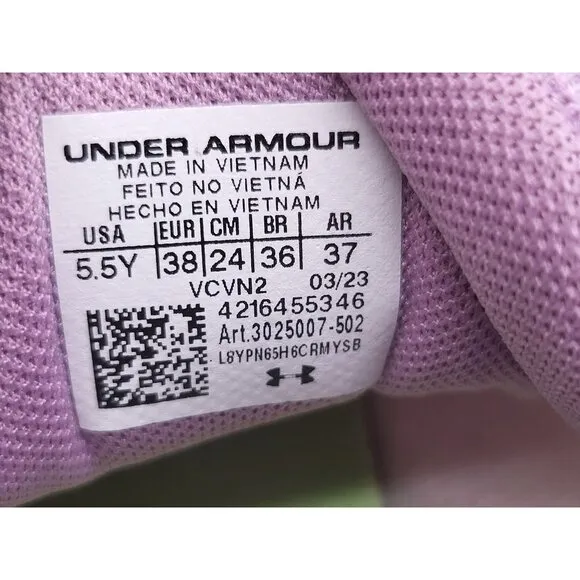 UNDER ARMOUR
MADE IN VIETNAM
FEITO NO VIETNÃ
HECHO EN VIETNAM
USA EUR CM BR AR
5.5Y 38 24 36 37
VCVN2 03/23
4216455346
Art.3025007-502
L8YPN65H6CRMYSB